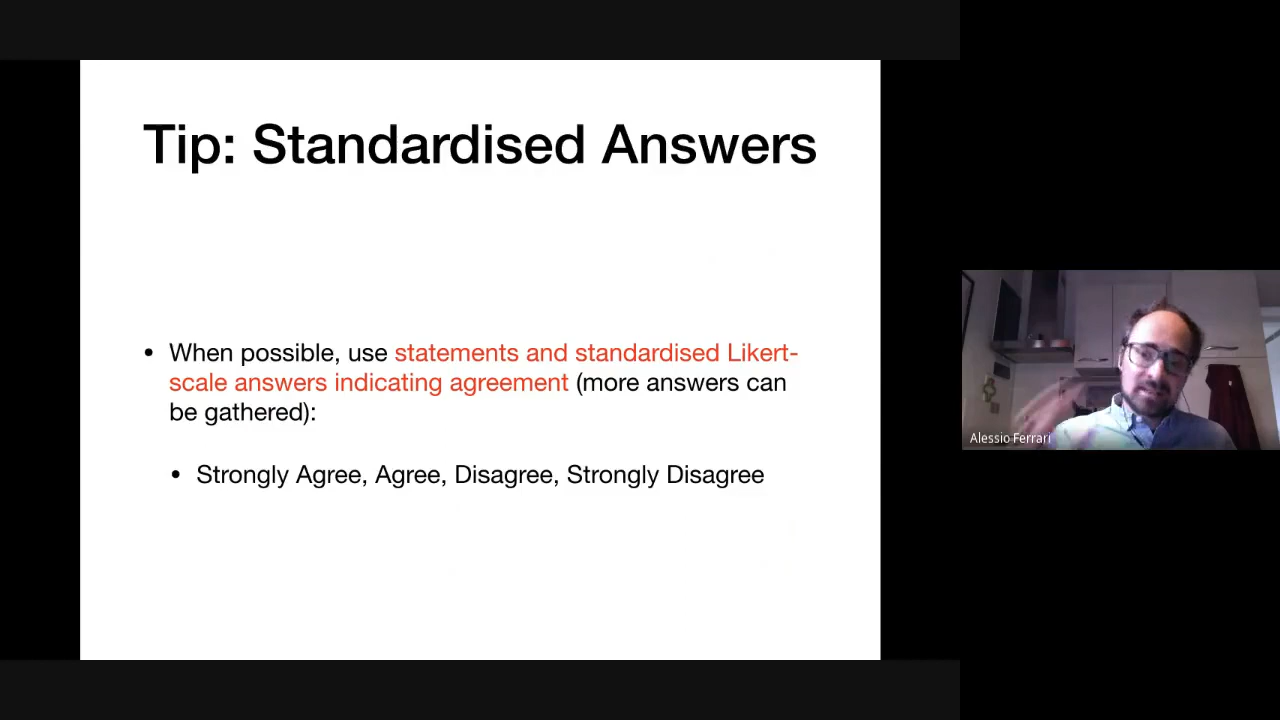 Tip: Standardised Answers
• When possible, use statements and standardised Likert-
scale answers indicating agreement (more answers can
be gathered):
• Strongly Agree, Agree, Disagree, Strongly Disagree
Alessio Ferrari